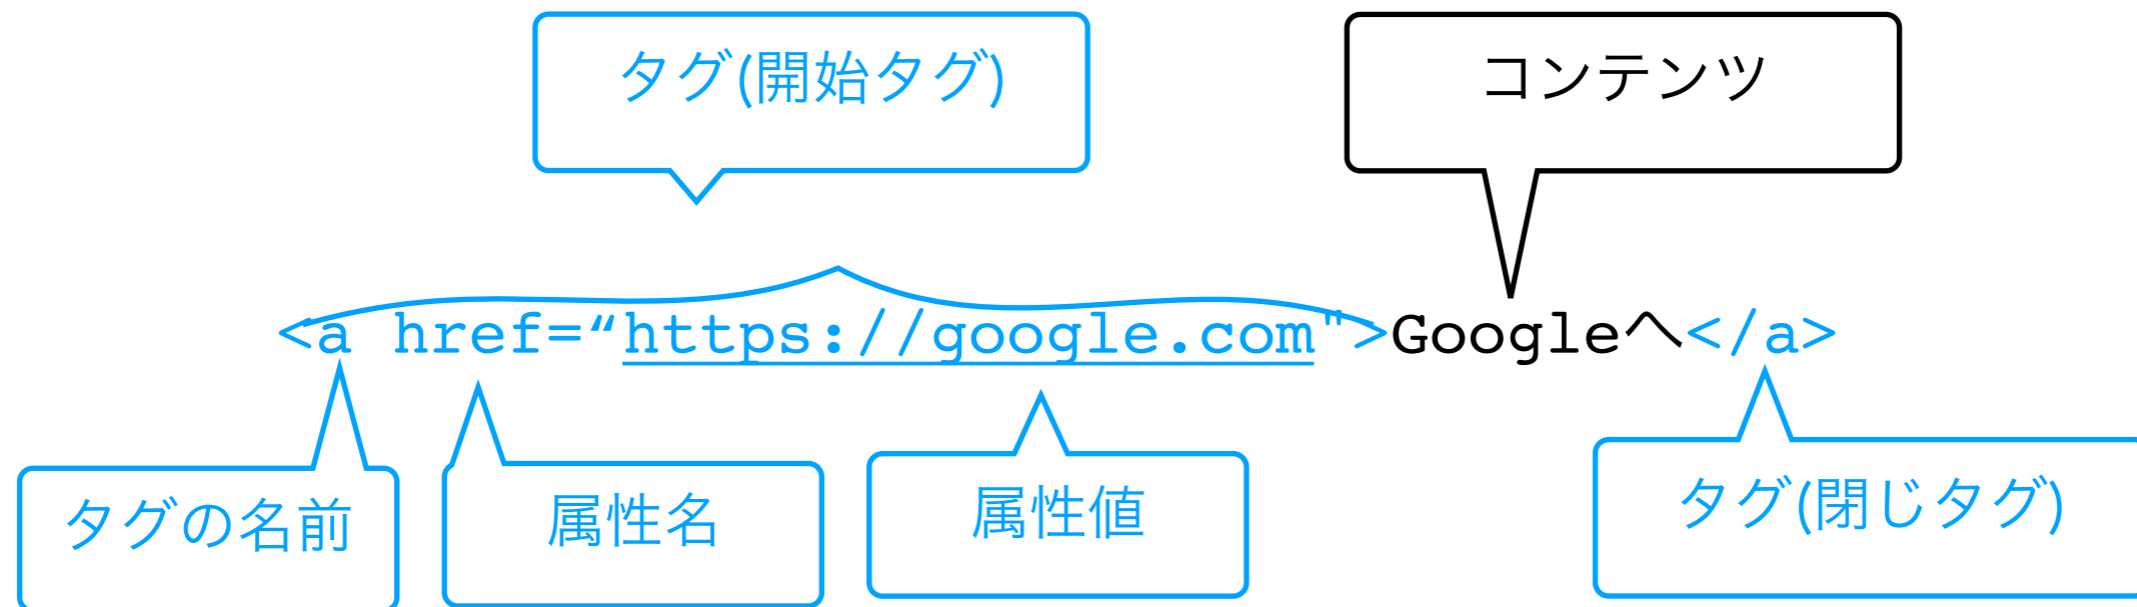 タグ(開始タグ)
コンテンツ
<a href=“https://google.com">Googleへ</a>
タグの名前
属性名
属性値
タグ(閉じタグ)